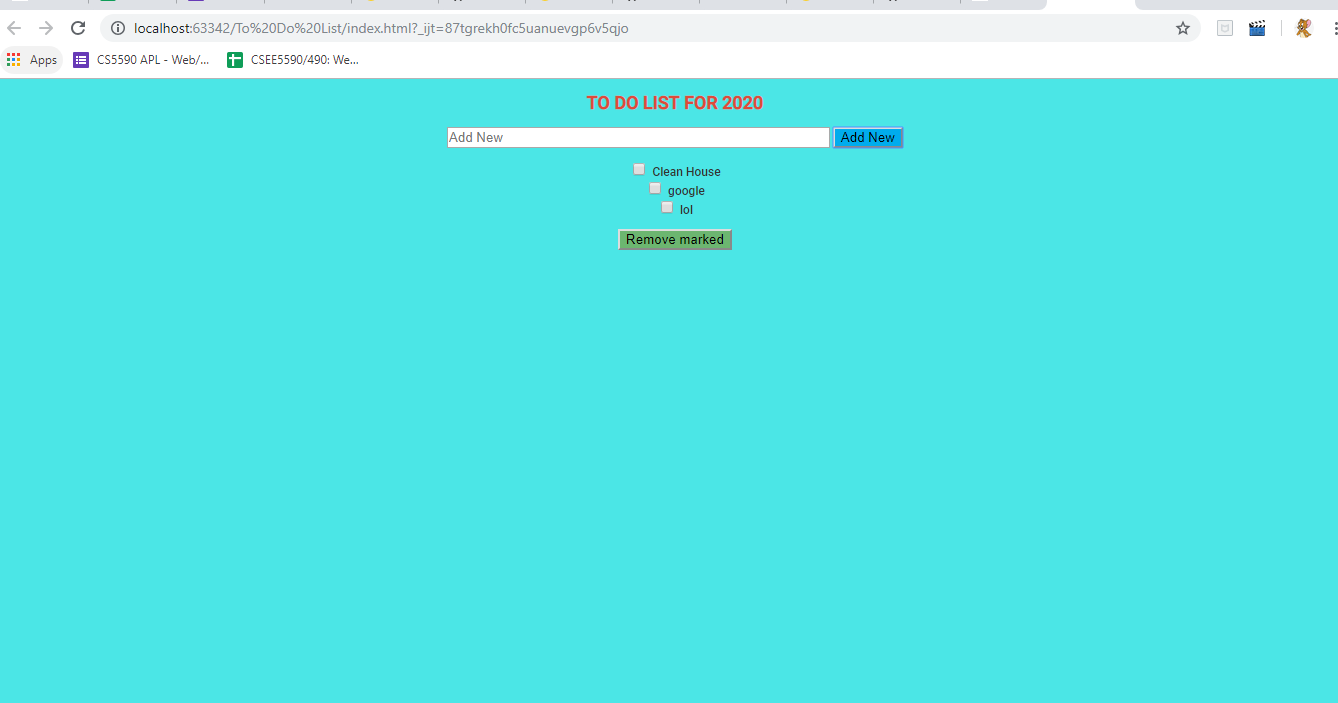 localhost:63342/To%20Do%20List/index.html?_ijt=87tgrekh0fc5uanuevgp6v5qjo
Apps CS5590 APL - Web/... CSEE5590/490: We...
TO DO LIST FOR 2020
Add New Add New
Clean House
google
lol
Remove marked